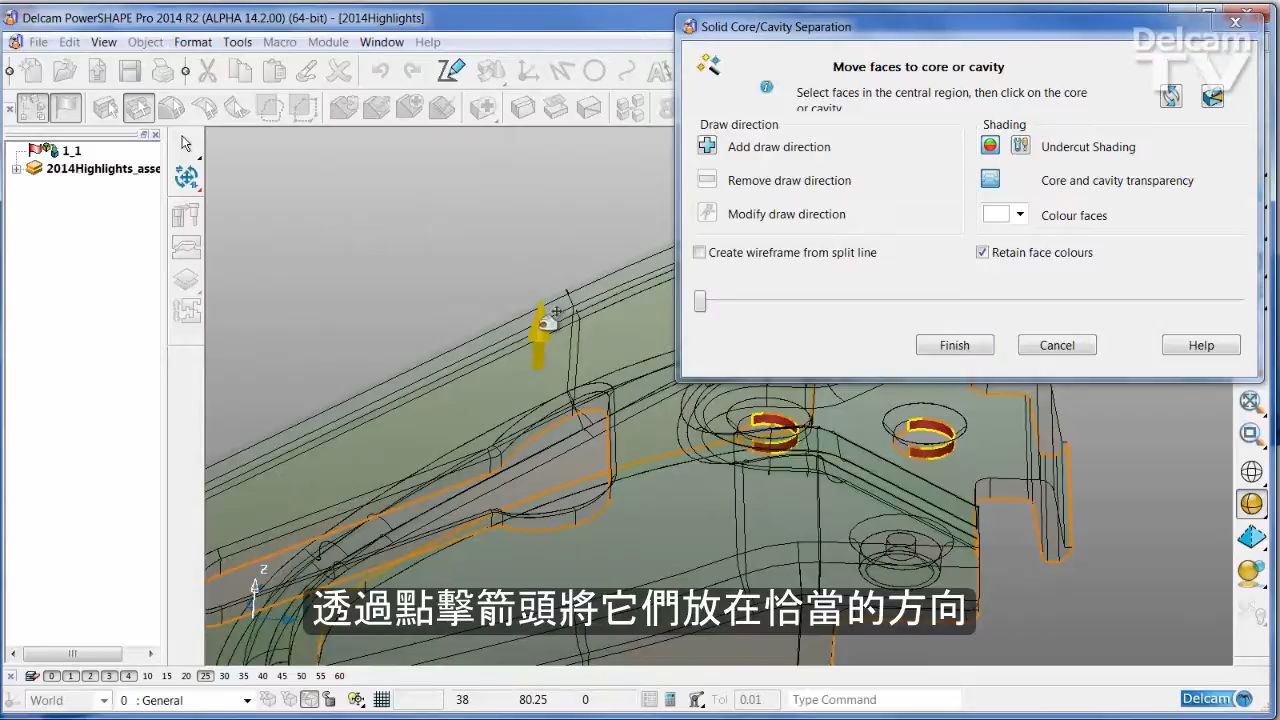 Delcam PowerSHAPE Pro 2014 R2 (ALPHA 14.2.00) (64-bit) - [2014Highlights]
File Edit View Object Format Tools Macro Module Window Help
Solid Core/Cavity Separation
Delcam
TV
Move faces to core or cavity
Select faces in the central region, then click on the core
or cavity
Draw direction
Shading
Add draw direction
Undercut Shading
Remove draw direction
Core and cavity transparency
Modify draw direction
Colour faces
Create wireframe from split line
Retain face colours
Finish Cancel Help
1_1
2014Highlights_asse
Z
透過點擊箭頭將它們放在恰當的方向
0 1 2 3 4 10 15 20 25 30 35 40 45 50 55 60
World 0 : General 38 80.25 0 Tol 0.01 Type Command Delcam